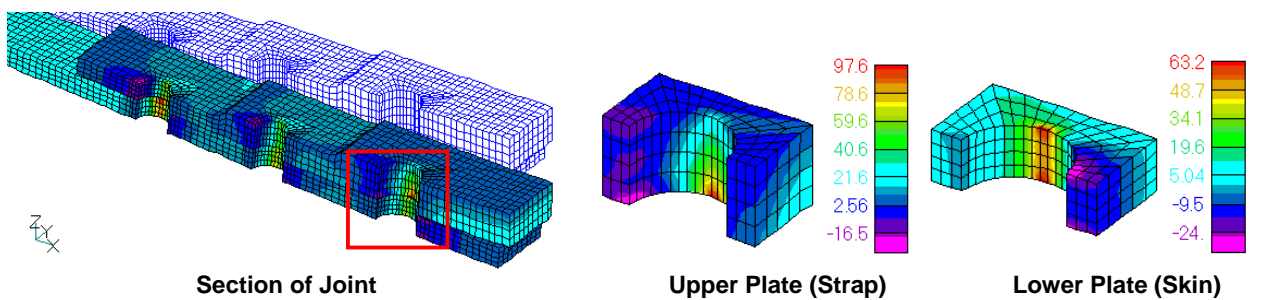 97.6
78.6
59.6
40.6
21.6
2.56
-16.5
63.2
48.7
34.1
19.6
5.04
-9.5
-24.
Z
Y
X
Section of Joint
Upper Plate (Strap)
Lower Plate (Skin)